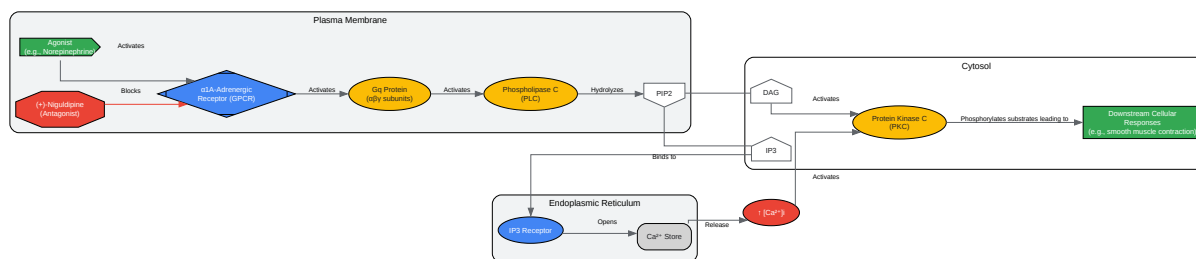 Plasma Membrane
Agonist
(e.g., Norepinephrine)
Activates
(+)-Niguldipine
(Antagonist)
Blocks
α1A-Adrenergic
Receptor (GPCR)
Activates
Gq Protein
(αβγ subunits)
Activates
Phospholipase C
(PLC)
Hydrolyzes
PIP2
Cytosol
DAG
IP3
Activates
Protein Kinase C
(PKC)
Phosphorylates substrates leading to
Downstream Cellular
Responses
(e.g., smooth muscle contraction)
Binds to
Activates
Endoplasmic Reticulum
IP3 Receptor
Opens
Ca²⁺ Store
Release
↑ [Ca²⁺]i